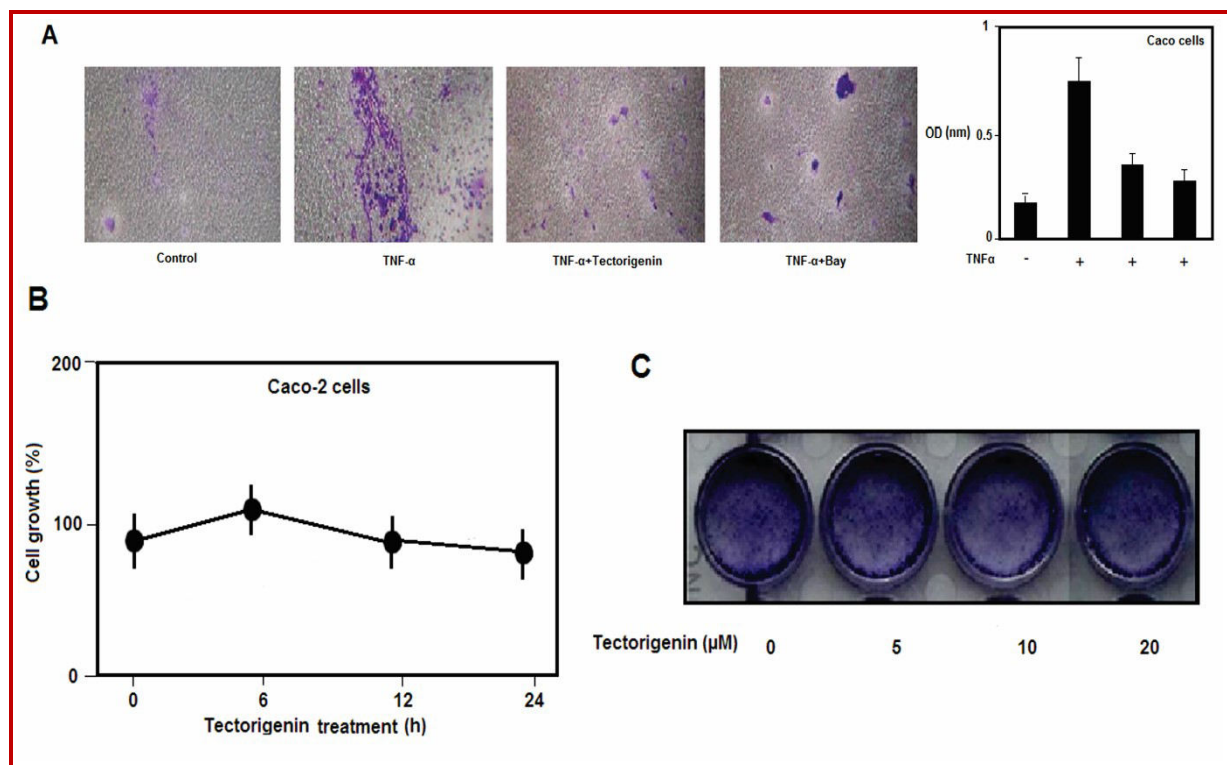 A
Control
TNF-α
TNF-α+Tectorigenin
TNF-α+Bay
1
Caco cells
OD (nm)
0.5
0
TNFα - + + +
B
200
Caco-2 cells
Cell growth (%)
100
0
0 6 12 24
Tectorigenin treatment (h)
C
Tectorigenin (µM) 0 5 10 20